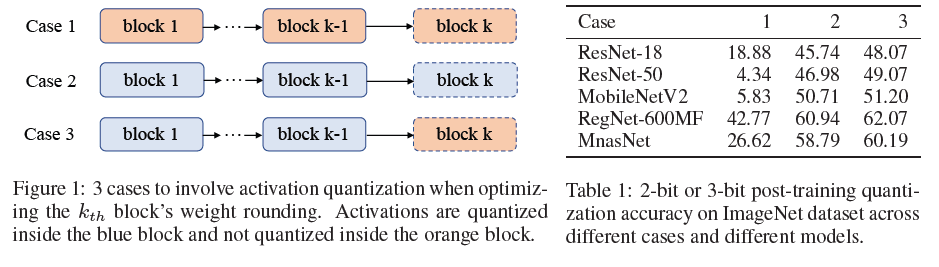 Case 1 block 1 block k-1 block k
Case 2 block 1 block k-1 block k
Case 3 block 1 block k-1 block k
Figure 1: 3 cases to involve activation quantization when optimiz-
ing the kth block's weight rounding. Activations are quantized
inside the blue block and not quantized inside the orange block.
Case 1 2 3
ResNet-18 18.88 45.74 48.07
ResNet-50 4.34 46.98 49.07
MobileNetV2 5.83 50.71 51.20
RegNet-600MF 42.77 60.94 62.07
MnasNet 26.62 58.79 60.19
Table 1: 2-bit or 3-bit post-training quanti-
zation accuracy on ImageNet dataset across
different cases and different models.